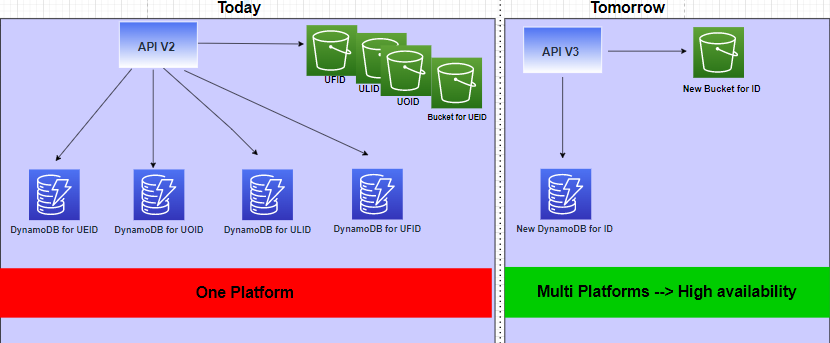 Today
Tomorrow
API V2
UFID
ULID
UOID
Bucket for UEID
API V3
New Bucket for ID
DynamoDB for UEID
DynamoDB for UOID
DynamoDB for ULID
DynamoDB for UFID
New DynamoDB for ID
One Platform
Multi Platforms --> High availability